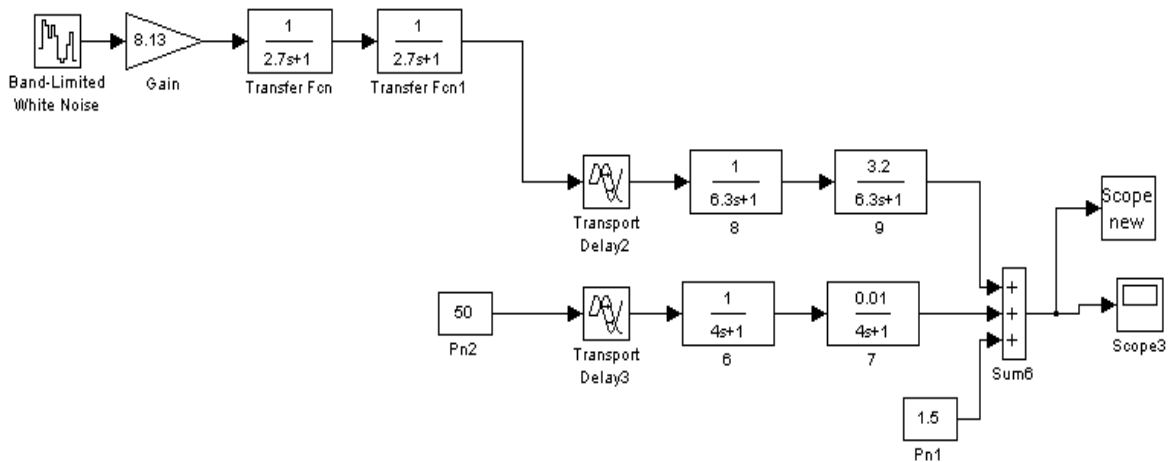 8.13
1
2.7s+1
1
2.7s+1
Band-Limited
White Noise
Gain
Transfer Fcn
Transfer Fcn1
1
6.3s+1
3.2
6.3s+1
Transport
Delay2
8
9
Scope
new
50
Pn2
Transport
Delay3
1
4s+1
6
0.01
4s+1
7
+
+
+
Sum6
Scope3
1.5
Pn1